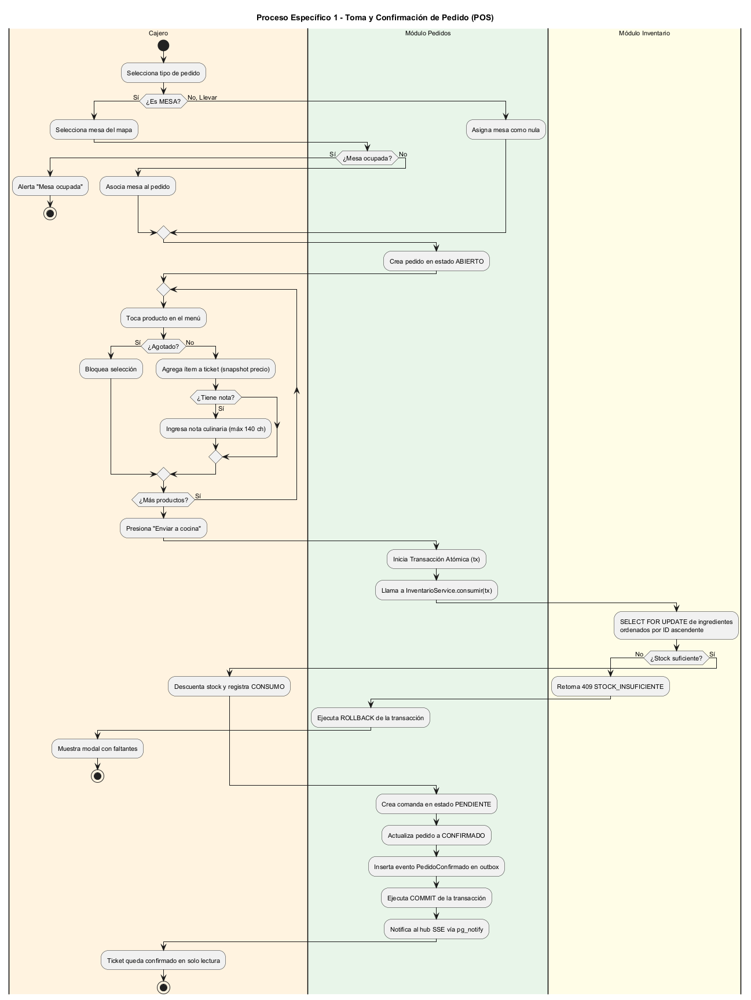 Proceso Específico 1 - Toma y Confirmación de Pedido (POS)
Cajero
Módulo Pedidos
Módulo Inventario
Selecciona tipo de pedido
Sí
¿Es MESA?
No, Llevar
Selecciona mesa del mapa
Asigna mesa como nula
Sí
¿Mesa ocupada?
No
Alerta "Mesa ocupada"
Asocia mesa al pedido
Crea pedido en estado ABIERTO
Toca producto en el menú
Sí
¿Agotado?
No
Bloquea selección
Agrega ítem a ticket (snapshot precio)
¿Tiene nota?
Sí
Ingresa nota culinaria (máx 140 ch)
¿Más productos?
Sí
Presiona "Enviar a cocina"
Inicia Transacción Atómica (tx)
Llama a InventarioService.consumir(tx)
SELECT FOR UPDATE de ingredientes
ordenados por ID ascendente
No
¿Stock suficiente?
Sí
Descuenta stock y registra CONSUMO
Retorna 409 STOCK_INSUFICIENTE
Ejecuta ROLLBACK de la transacción
Muestra modal con faltantes
Crea comanda en estado PENDIENTE
Actualiza pedido a CONFIRMADO
Inserta evento PedidoConfirmado en outbox
Ejecuta COMMIT de la transacción
Notifica al hub SSE vía pg_notify
Ticket queda confirmado en solo lectura